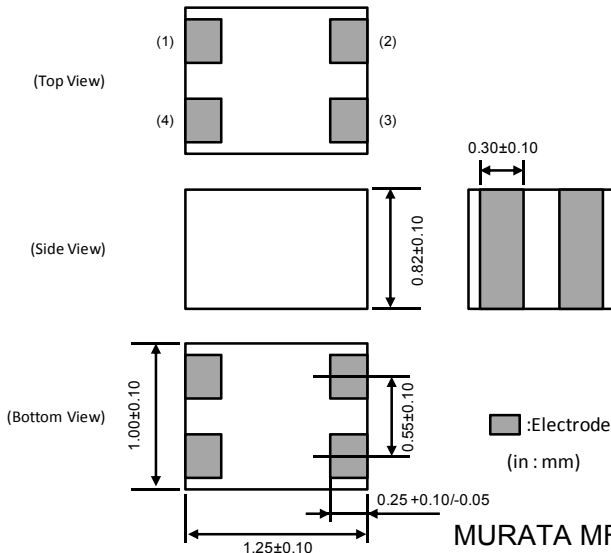 (1)
(2)
(Top View)
(4)
(3)
0.30±0.10
(Side View)
0.82±0.10
(Bottom View)
1.00±0.10
0.55±0.10
:Electrode
(in : mm)
0.25 +0.10/-0.05
1.25±0.10
MURATA